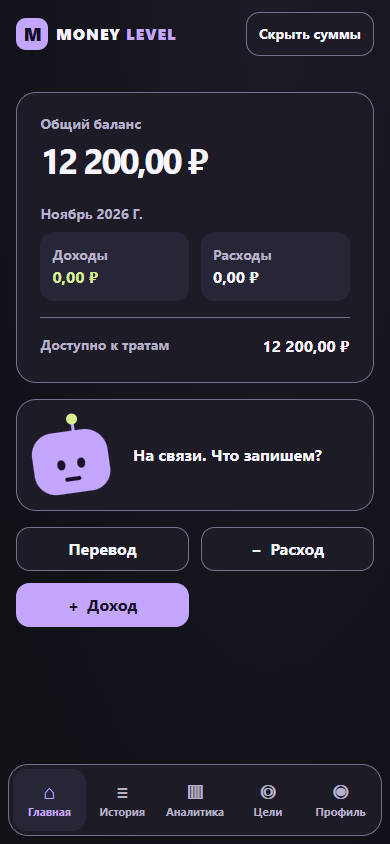 M MONEY LEVEL
Скрыть суммы
Общий баланс
12 200,00 ₽
Ноябрь 2026 Г.
Доходы
0,00 ₽
Расходы
0,00 ₽
Доступно к тратам
12 200,00 ₽
На связи. Что запишем?
Перевод
− Расход
+ Доход
Главная
История
Аналитика
Цели
Профиль